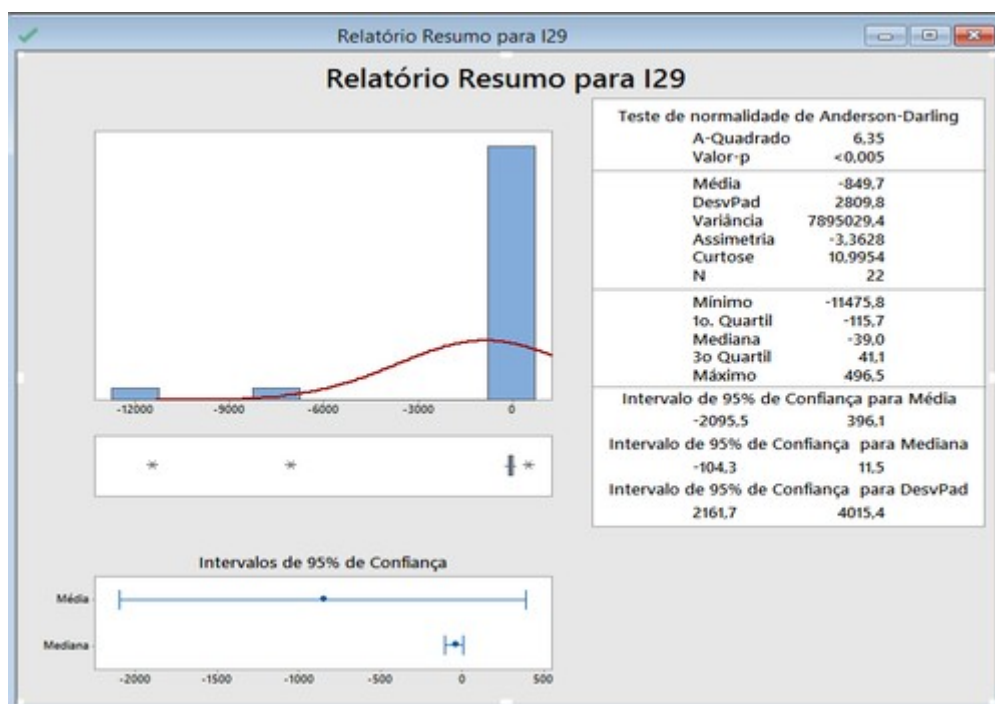 Relatório Resumo para I29
Relatório Resumo para I29
-12000 -9000 -6000 -3000 0
Intervalos de 95% de Confiança
Média
Mediana
-2000 -1500 -1000 -500 0 500
Teste de normalidade de Anderson-Darling
A-Quadrado 6,35
Valor-p <0,005
Média -849,7
DesvPad 2809,8
Variância 7895029,4
Assimetria -3,3628
Curtose 10,9954
N 22
Mínimo -11475,8
1o. Quartil -115,7
Mediana -39,0
3o Quartil 41,1
Máximo 496,5
Intervalo de 95% de Confiança para Média
-2095,5 396,1
Intervalo de 95% de Confiança para Mediana
-104,3 11,5
Intervalo de 95% de Confiança para DesvPad
2161,7 4015,4